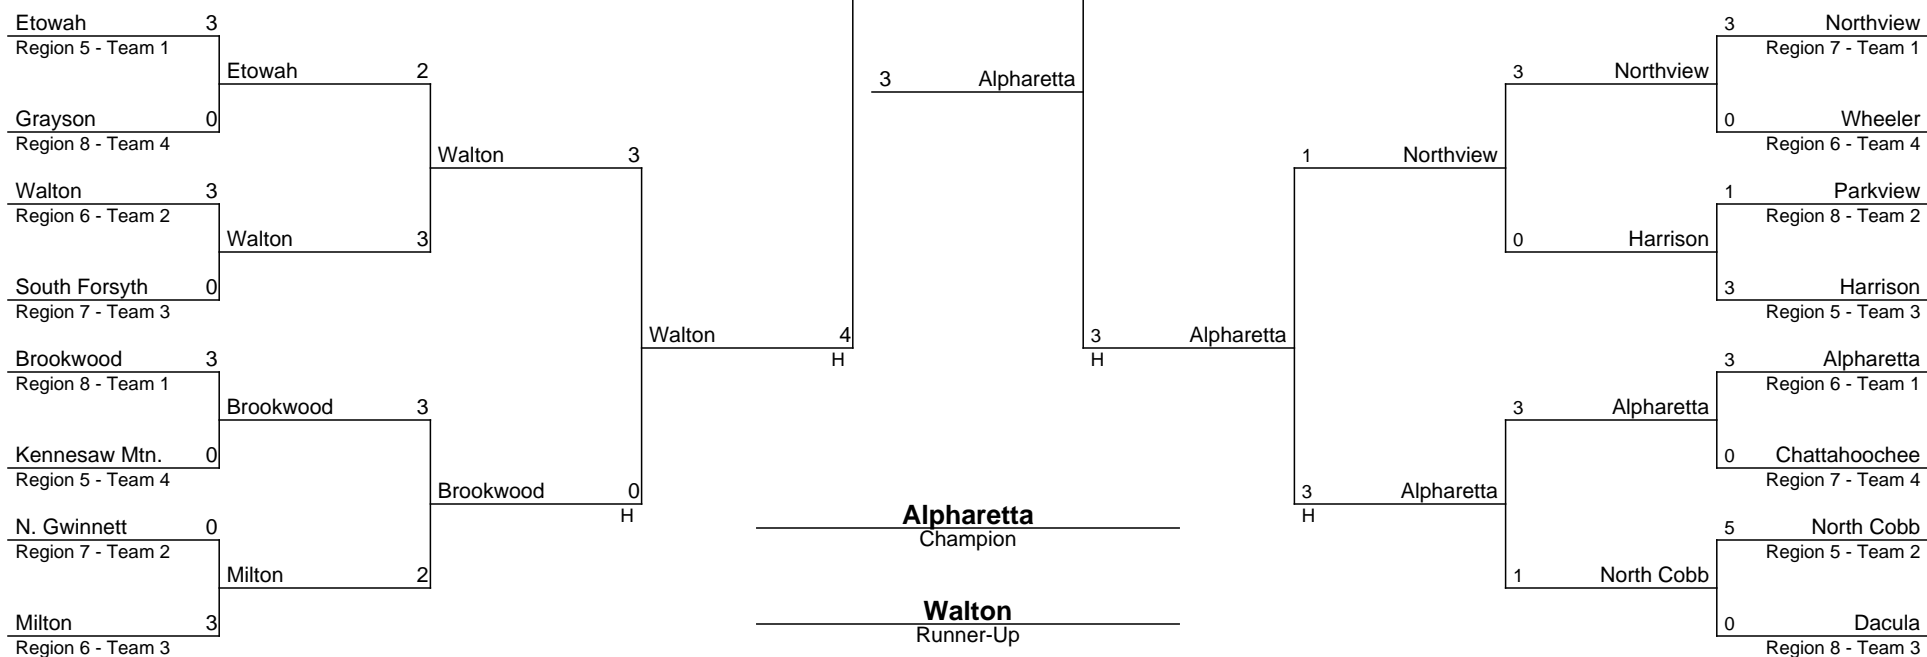 Etowah 3
Region 5 - Team 1
Etowah 2
Grayson 0
Region 8 - Team 4
Walton 3
Walton 3
Region 6 - Team 2
Walton 3
South Forsyth 0
Region 7 - Team 3
Walton 4
H
Brookwood 3
Region 8 - Team 1
Brookwood 3
Kennesaw Mtn. 0
Region 5 - Team 4
Brookwood 0
H
N. Gwinnett 0
Region 7 - Team 2
Milton 2
Milton 3
Region 6 - Team 3
3 Alpharetta
Alpharetta
Champion
Walton
Runner-Up
3 Northview
Region 7 - Team 1
3 Northview
0 Wheeler
Region 6 - Team 4
1 Northview
1 Parkview
Region 8 - Team 2
0 Harrison
3 Harrison
Region 5 - Team 3
3 Alpharetta
H
3 Alpharetta
Region 6 - Team 1
3 Alpharetta
0 Chattahoochee
Region 7 - Team 4
3 Alpharetta
H
5 North Cobb
Region 5 - Team 2
1 North Cobb
0 Dacula
Region 8 - Team 3